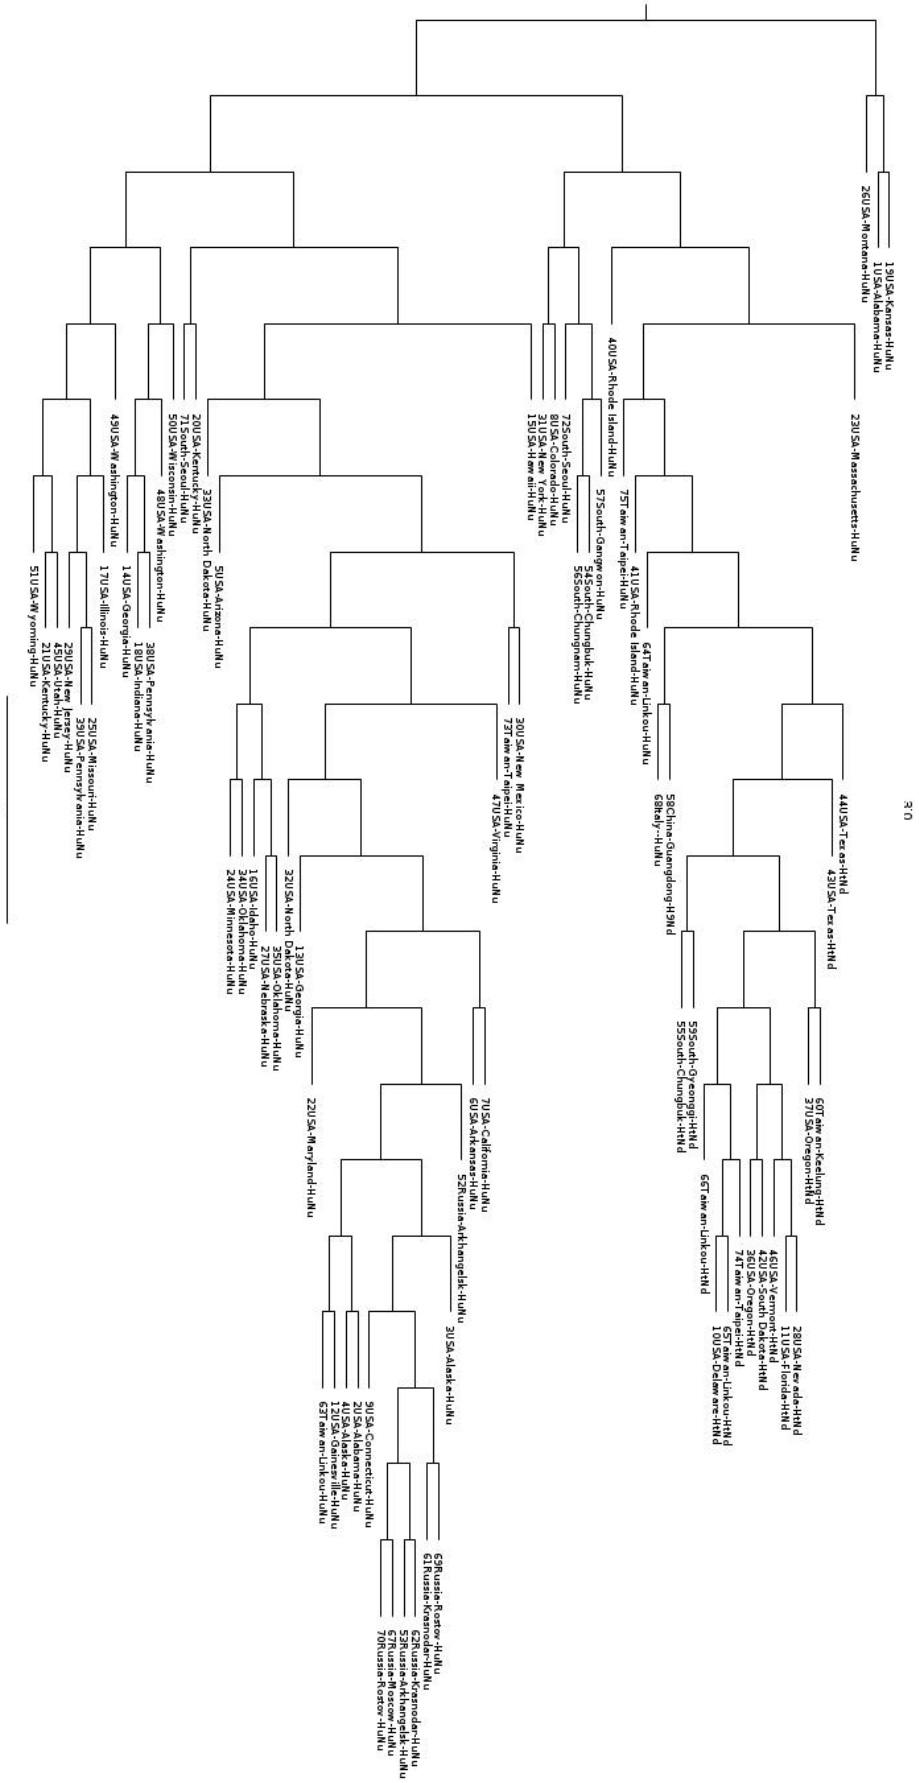 19USA-Kansas-HuNu
1USA-Alabama-HuNu
26USA-Montana-HuNu
23USA-Massachusetts-HuNu
44USA-Texas-HtNd
43USA-Texas-HtNd
60Taiwan-Keelung-HtNd
37USA-Oregon-HtNd
28USA-Nevada-HtNd
11USA-Florida-HtNd
46USA-Vermont-HtNd
42USA-South Dakota-HtNd
36USA-Oregon-HtNd
74Taiwan-Taipei-HtNd
65Taiwan-Linkou-HtNd
10USA-Delaware-HtNd
66Taiwan-Linkou-HtNd
59South-Gyeonggi-HtNd
55South-Chungbuk-HtNd
58China-Guangdong-H9Nd
68Italy--HuNu
64Taiwan-Linkou-HuNu
41USA-Rhode Island-HuNu
75Taiwan-Taipei-HuNu
40USA-Rhode Island-HuNu
57South-Gangwon-HuNu
54South-Chungbuk-HuNu
56South-Chungnam-HuNu
72South-Seoul-HuNu
8USA-Colorado-HuNu
31USA-New York-HuNu
15USA-Hawaii-HuNu
30USA-New Mexico-HuNu
73Taiwan-Taipei-HuNu
47USA-Virginia-HuNu
7USA-California-HuNu
6USA-Arkansas-HuNu
52Russia-Arkhangelsk-HuNu
3USA-Alaska-HuNu
69Russia-Rostov-HuNu
61Russia-Krasnodar-HuNu
62Russia-Krasnodar-HuNu
53Russia-Arkhangelsk-HuNu
67Russia-Moscow-HuNu
70Russia-Rostov-HuNu
9USA-Connecticut-HuNu
2USA-Alabama-HuNu
4USA-Alaska-HuNu
12USA-Gainesville-HuNu
63Taiwan-Linkou-HuNu
22USA-Maryland-HuNu
13USA-Georgia-HuNu
32USA-North Dakota-HuNu
35USA-Oklahoma-HuNu
27USA-Nebraska-HuNu
16USA-Idaho-HuNu
34USA-Oklahoma-HuNu
24USA-Minnesota-HuNu
5USA-Arizona-HuNu
33USA-North Dakota-HuNu
20USA-Kentucky-HuNu
71South-Seoul-HuNu
50USA-Wisconsin-HuNu
48USA-Washington-HuNu
38USA-Pennsylvania-HuNu
18USA-Indiana-HuNu
14USA-Georgia-HuNu
49USA-Washington-HuNu
17USA-Illinois-HuNu
25USA-Missouri-HuNu
39USA-Pennsylvania-HuNu
29USA-New Jersey-HuNu
45USA-Utah-HuNu
21USA-Kentucky-HuNu
51USA-Wyoming-HuNu
3.0